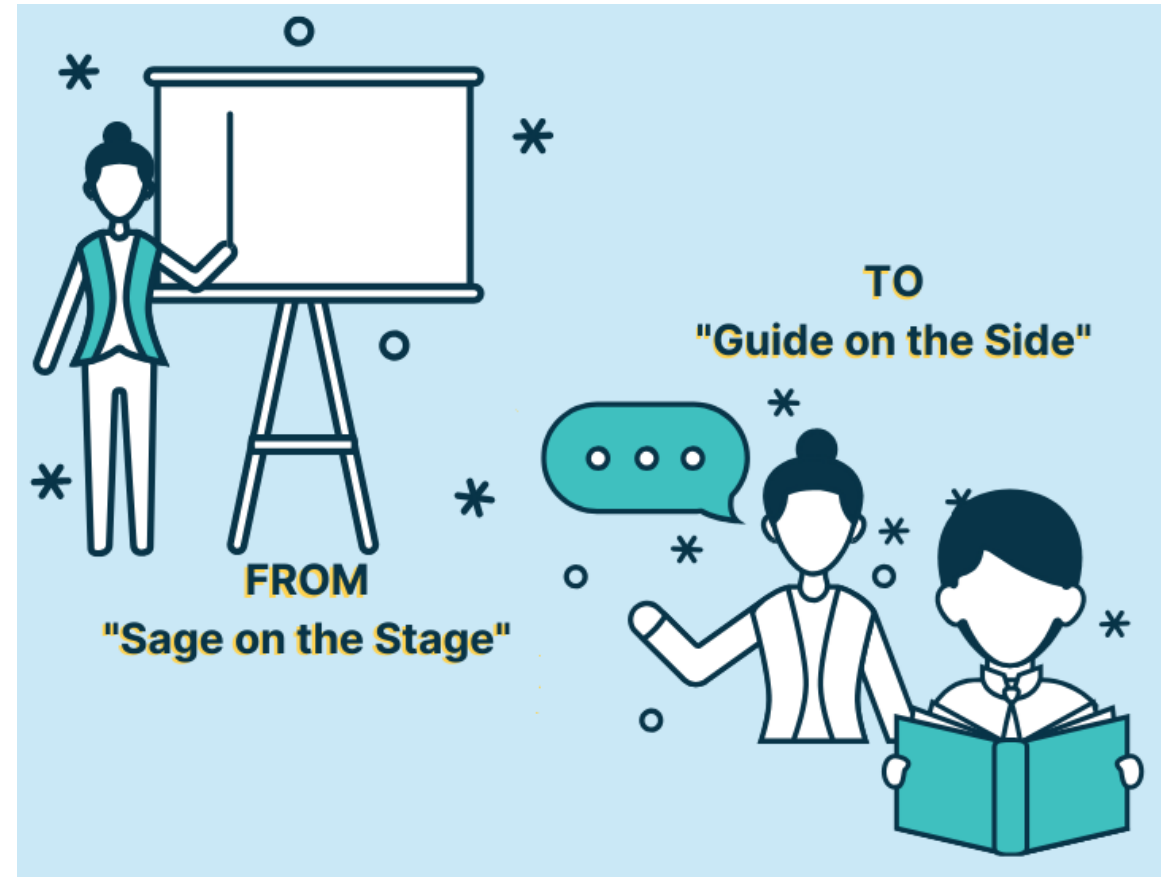 FROM
"Sage on the Stage"
TO
"Guide on the Side"